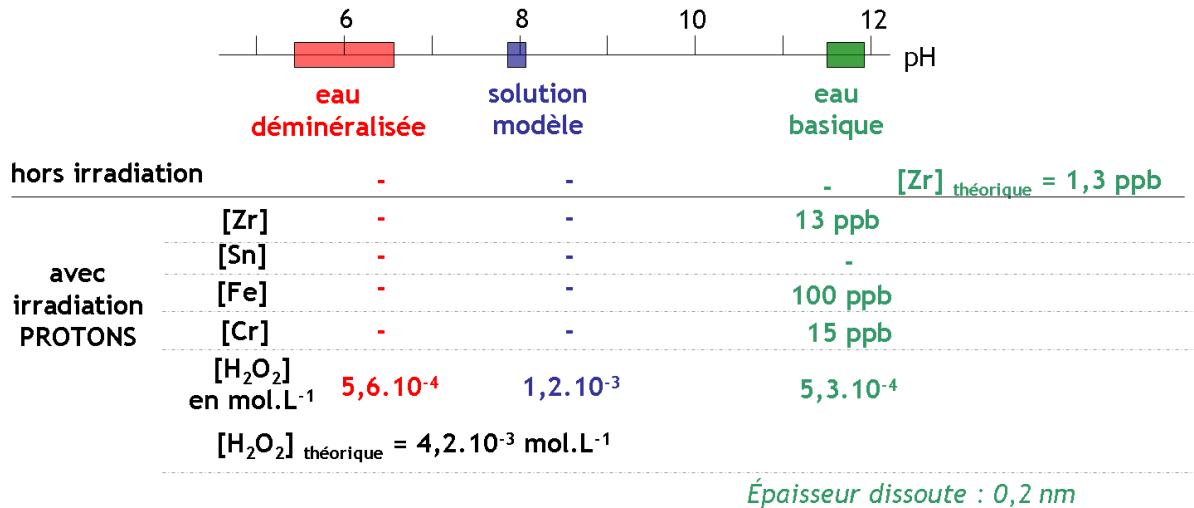 6 8 10 12
pH
eau déminéralisée
solution modèle
eau basique
hors irradiation - - - [Zr] théorique = 1,3 ppb
avec irradiation PROTONS
[Zr] - - 13 ppb
[Sn] - - -
[Fe] - - 100 ppb
[Cr] - - 15 ppb
[H₂O₂] en mol.L⁻¹ 5,6.10⁻⁴ 1,2.10⁻³ 5,3.10⁻⁴
[H₂O₂] théorique = 4,2.10⁻³ mol.L⁻¹
Épaisseur dissoute : 0,2 nm